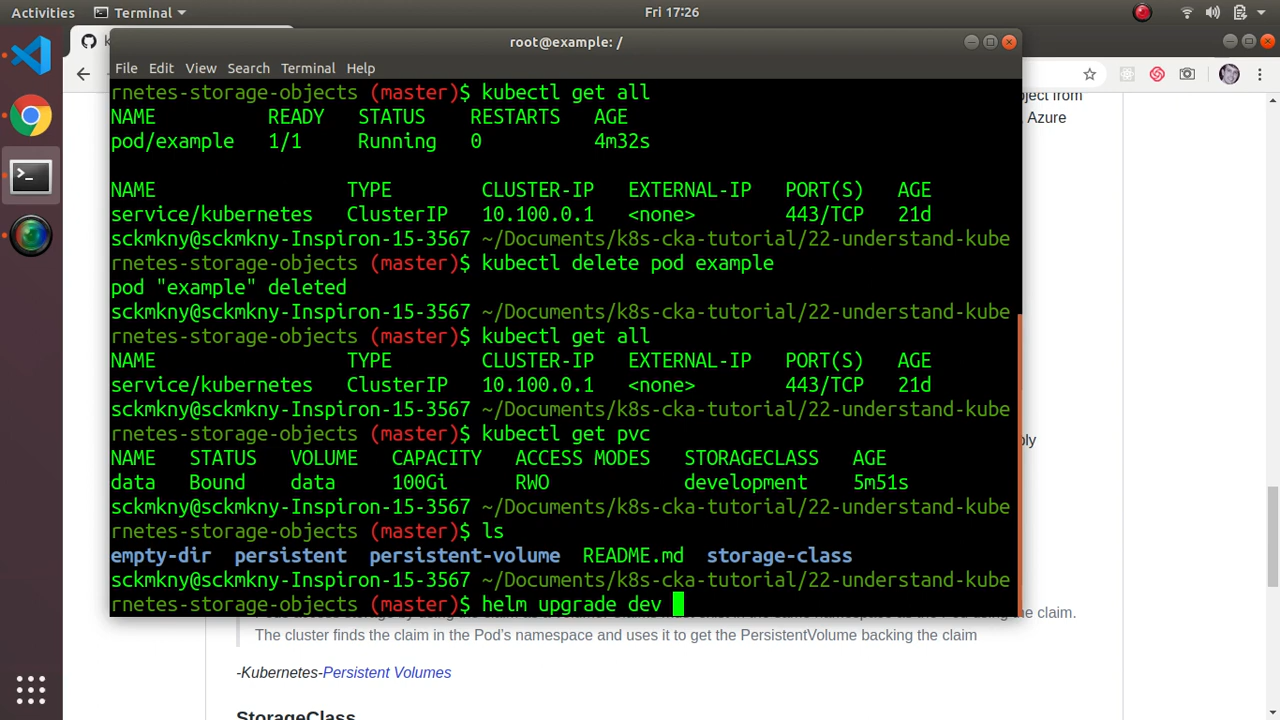 Activities Terminal Fri 17:26
root@example: /
File Edit View Search Terminal Help
rnetes-storage-objects (master)$ kubectl get all
NAME READY STATUS RESTARTS AGE
pod/example 1/1 Running 0 4m32s
NAME TYPE CLUSTER-IP EXTERNAL-IP PORT(S) AGE
service/kubernetes ClusterIP 10.100.0.1 <none> 443/TCP 21d
sckmkny@sckmkny-Inspiron-15-3567 ~/Documents/k8s-cka-tutorial/22-understand-kube
rnetes-storage-objects (master)$ kubectl delete pod example
pod "example" deleted
sckmkny@sckmkny-Inspiron-15-3567 ~/Documents/k8s-cka-tutorial/22-understand-kube
rnetes-storage-objects (master)$ kubectl get all
NAME TYPE CLUSTER-IP EXTERNAL-IP PORT(S) AGE
service/kubernetes ClusterIP 10.100.0.1 <none> 443/TCP 21d
sckmkny@sckmkny-Inspiron-15-3567 ~/Documents/k8s-cka-tutorial/22-understand-kube
rnetes-storage-objects (master)$ kubectl get pvc
NAME STATUS VOLUME CAPACITY ACCESS MODES STORAGECLASS AGE
data Bound data 100Gi RWO development 5m51s
sckmkny@sckmkny-Inspiron-15-3567 ~/Documents/k8s-cka-tutorial/22-understand-kube
rnetes-storage-objects (master)$ ls
empty-dir persistent persistent-volume README.md storage-class
sckmkny@sckmkny-Inspiron-15-3567 ~/Documents/k8s-cka-tutorial/22-understand-kube
rnetes-storage-objects (master)$ helm upgrade dev
object from
, Azure
ply
the claim.
The cluster finds the claim in the Pod's namespace and uses it to get the PersistentVolume backing the claim
-Kubernetes-Persistent Volumes
StorageClass